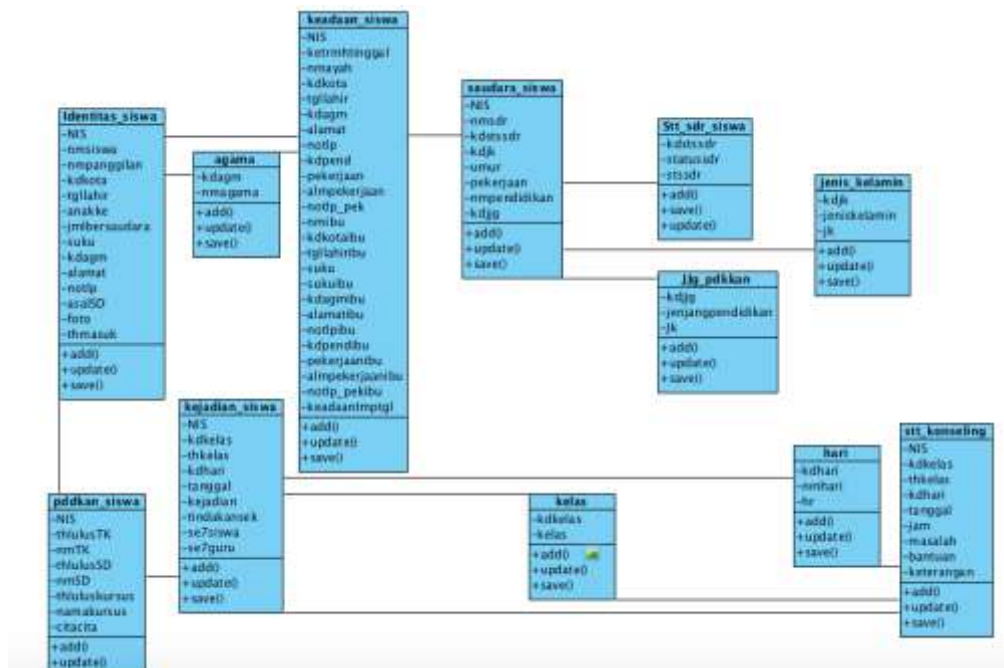 keadaan_siswa
-NIS
-ketrmhtinggal
-nmayah
-kdkota
-tgllahir
-kdagm
-alamat
-notlp
-kdpend
-pekerjaan
-almpekerjaan
-notlp_pek
-nmibu
-kdkotaibu
-tgllahiribu
-suku
-sukuibu
-kdagmibu
-alamatibu
-notlpibu
-kdpendibu
-pekerjaanibu
-almpekerjaanibu
-notlp_pekibu
-keadaantmptgl
+add()
+update()
+save()
Identitas_siswa
-NIS
-nmsiswa
-nmpanggilan
-kdkota
-tgllahir
-anakke
-jmlbersaudara
-suku
-kdagm
-alamat
-notlp
-asalSD
-foto
-thmasuk
+add()
+update()
+save()
agama
-kdagm
-nmagama
+add()
+update()
+save()
saudara_siswa
-NIS
-nmsdr
-kdstssdr
-kdjk
-umur
-pekerjaan
-nmpendidikan
-kdjjg
+add()
+update()
+save()
Stt_sdr_siswa
-kdstssdr
-statussdr
-stssdr
+add()
+save()
+update()
jenis_kelamin
-kdjk
-jeniskelamin
-jk
+add()
+update()
+save()
Jjg_pdkkan
-kdjjg
-jenjangpendidikan
-jk
+add()
+update()
+save()
kejadian_siswa
-NIS
-kdkelas
-thkelas
-kdhari
-tanggal
-kejadian
-tindakansek
-se7siswa
-se7guru
+add()
+update()
+save()
pddkan_siswa
-NIS
-thlulusTK
-nmTK
-thlulusSD
-nmSD
-thluluskursus
-namakursus
-citacita
+add()
+update()
kelas
-kdkelas
-kelas
+add()
+update()
+save()
hari
-kdhari
-nmhari
-hr
+add()
+update()
+save()
stt_konseling
-NIS
-kdkelas
-thkelas
-kdhari
-tanggal
-jam
-masalah
-bantuan
-keterangan
+add()
+update()
+save()